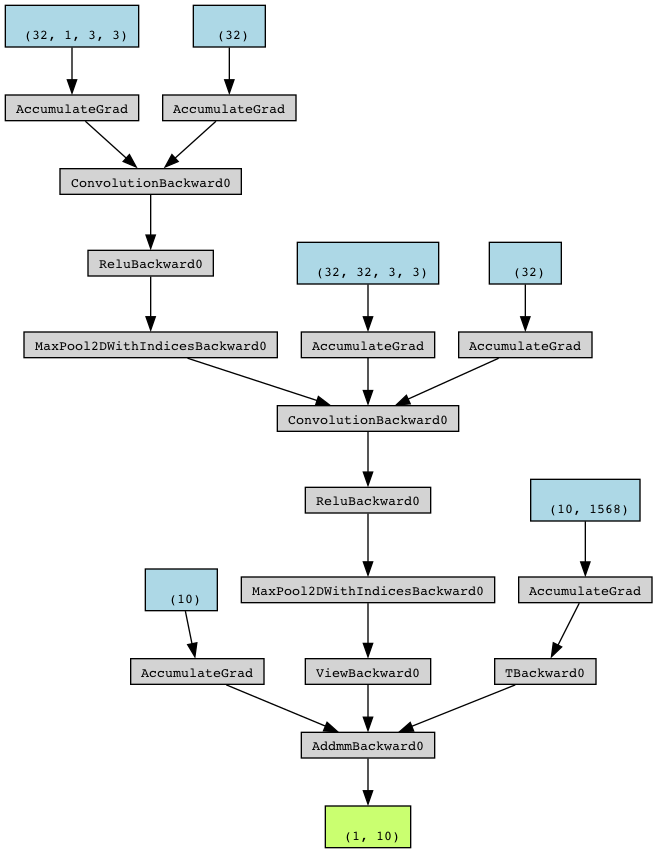 (32, 1, 3, 3)
(32)
AccumulateGrad
AccumulateGrad
ConvolutionBackward0
ReluBackward0
(32, 32, 3, 3)
(32)
MaxPool2DWithIndicesBackward0
AccumulateGrad
AccumulateGrad
ConvolutionBackward0
ReluBackward0
(10, 1568)
(10)
MaxPool2DWithIndicesBackward0
AccumulateGrad
AccumulateGrad
ViewBackward0
TBackward0
AddmmBackward0
(1, 10)